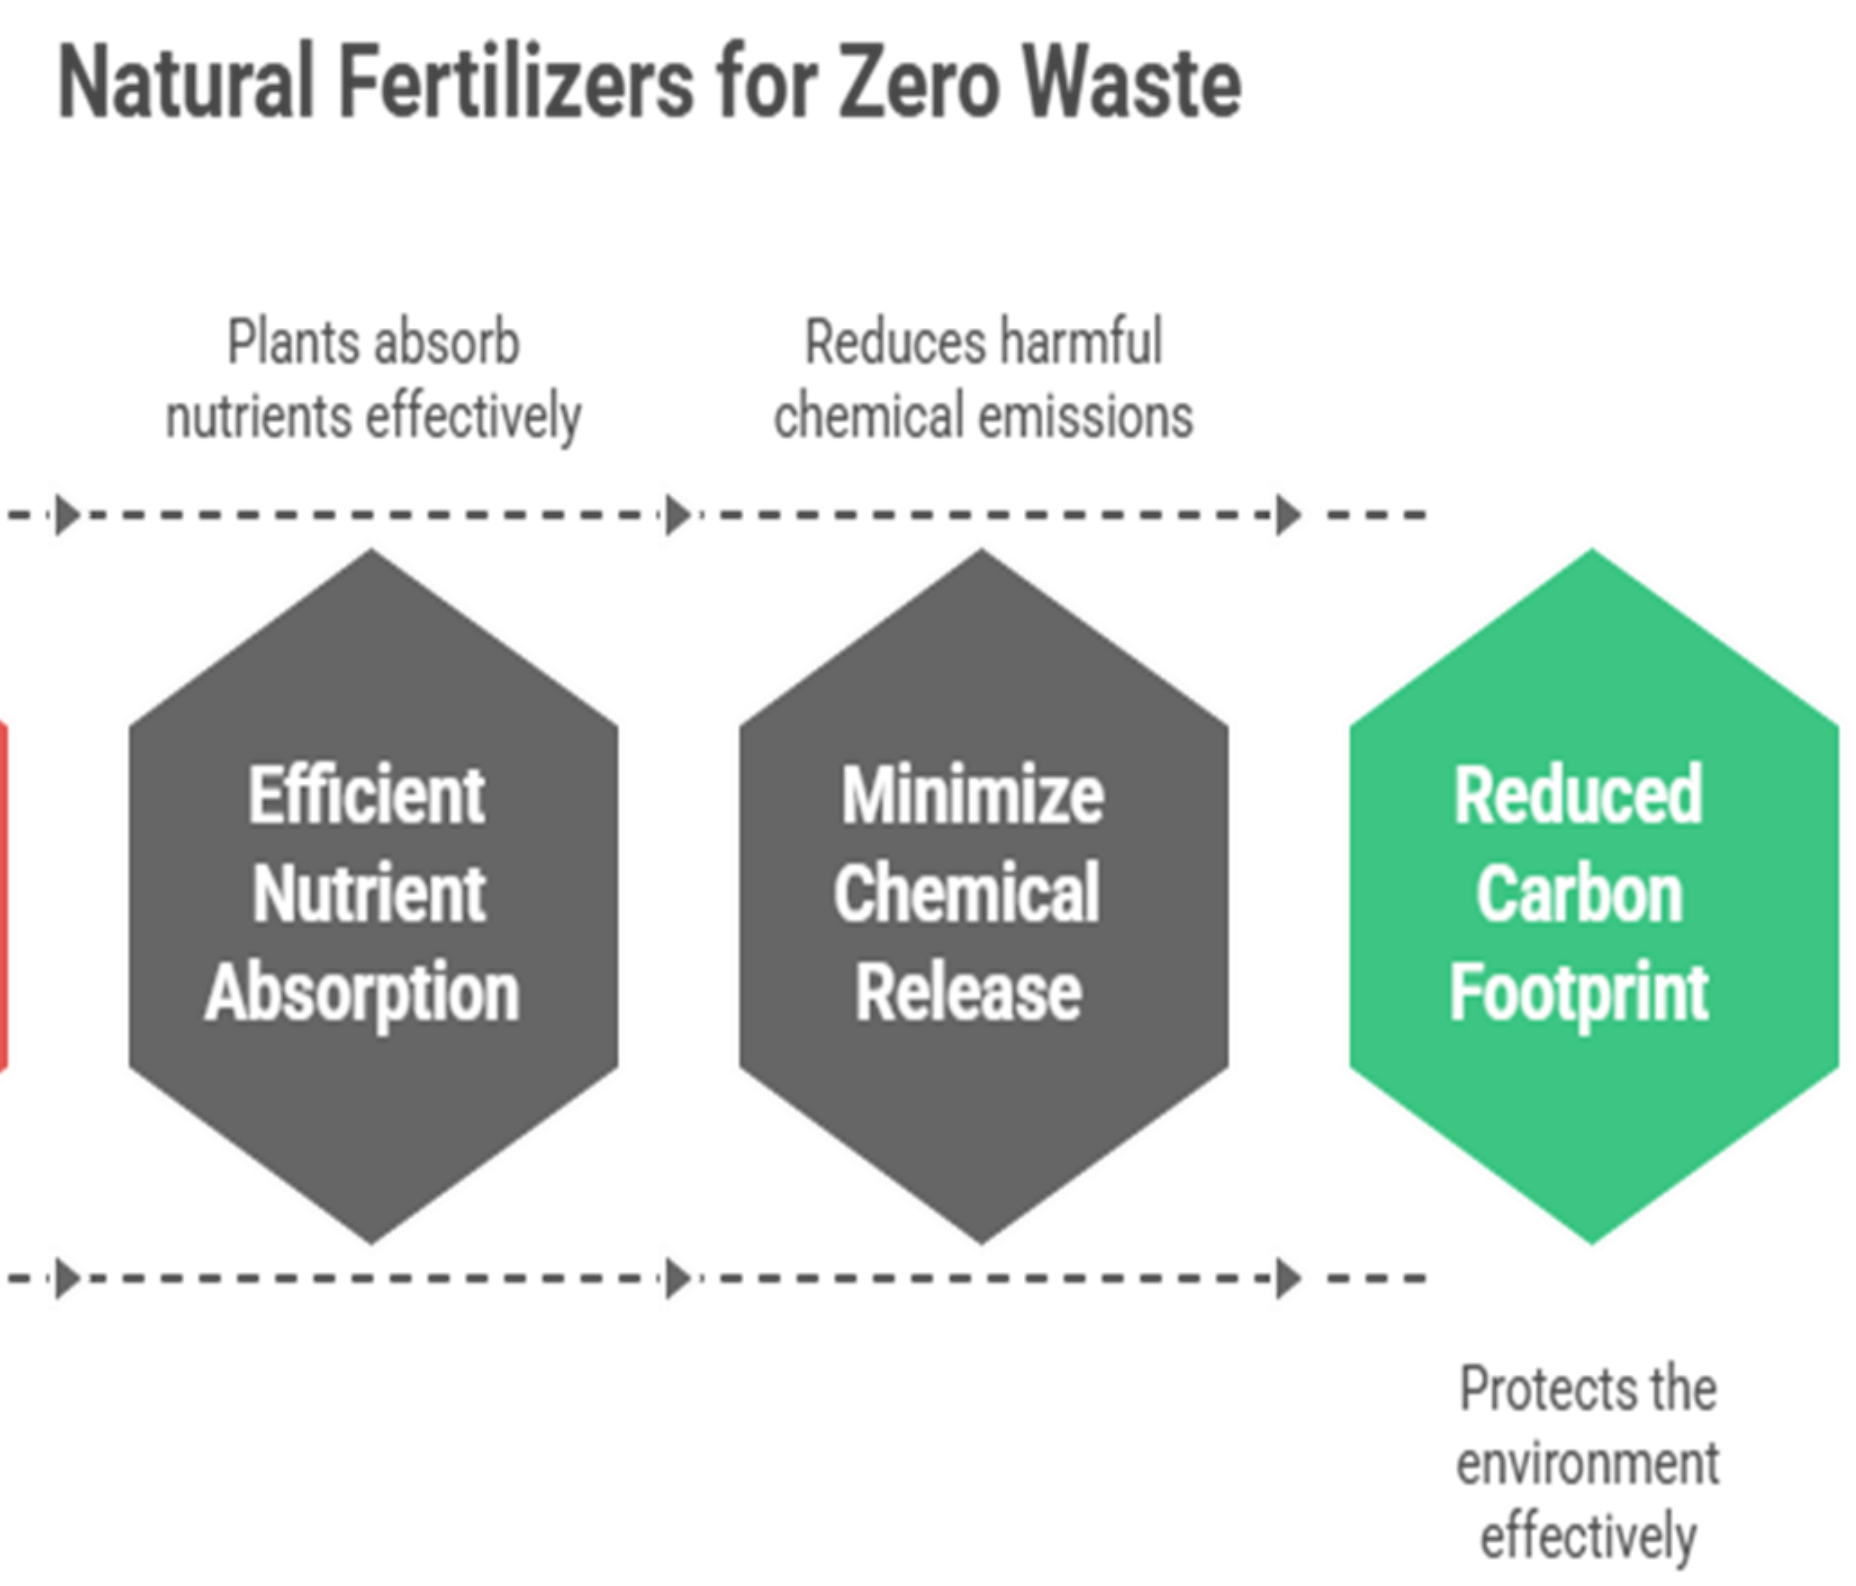 Natural Fertilizers for Zero Waste
Plants absorb
nutrients effectively
Reduces harmful
chemical emissions
Efficient
Nutrient
Absorption
Minimize
Chemical
Release
Reduced
Carbon
Footprint
Protects the
environment
effectively